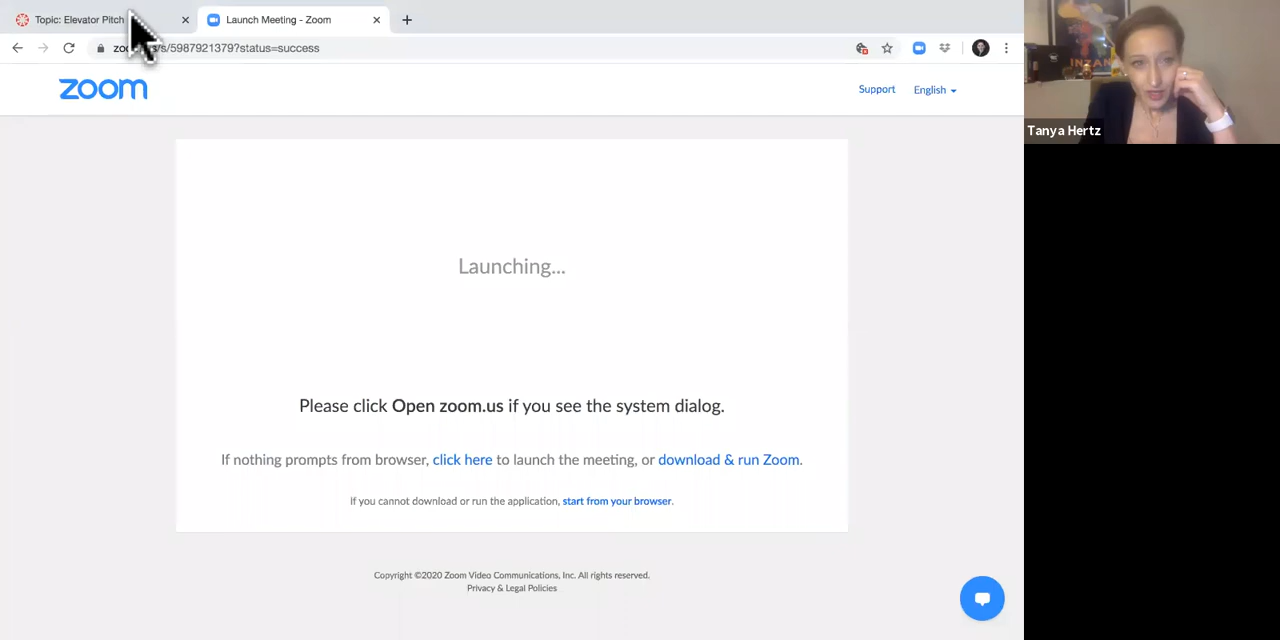 Topic: Elevator Pitch
Launch Meeting - Zoom
s/5987921379?status=success
zoom
Support
English
INZAN
Tanya Hertz
Launching...
Please click Open zoom.us if you see the system dialog.
If nothing prompts from browser, click here to launch the meeting, or download & run Zoom.
If you cannot download or run the application, start from your browser.
Copyright ©2020 Zoom Video Communications, Inc. All rights reserved.
Privacy & Legal Policies